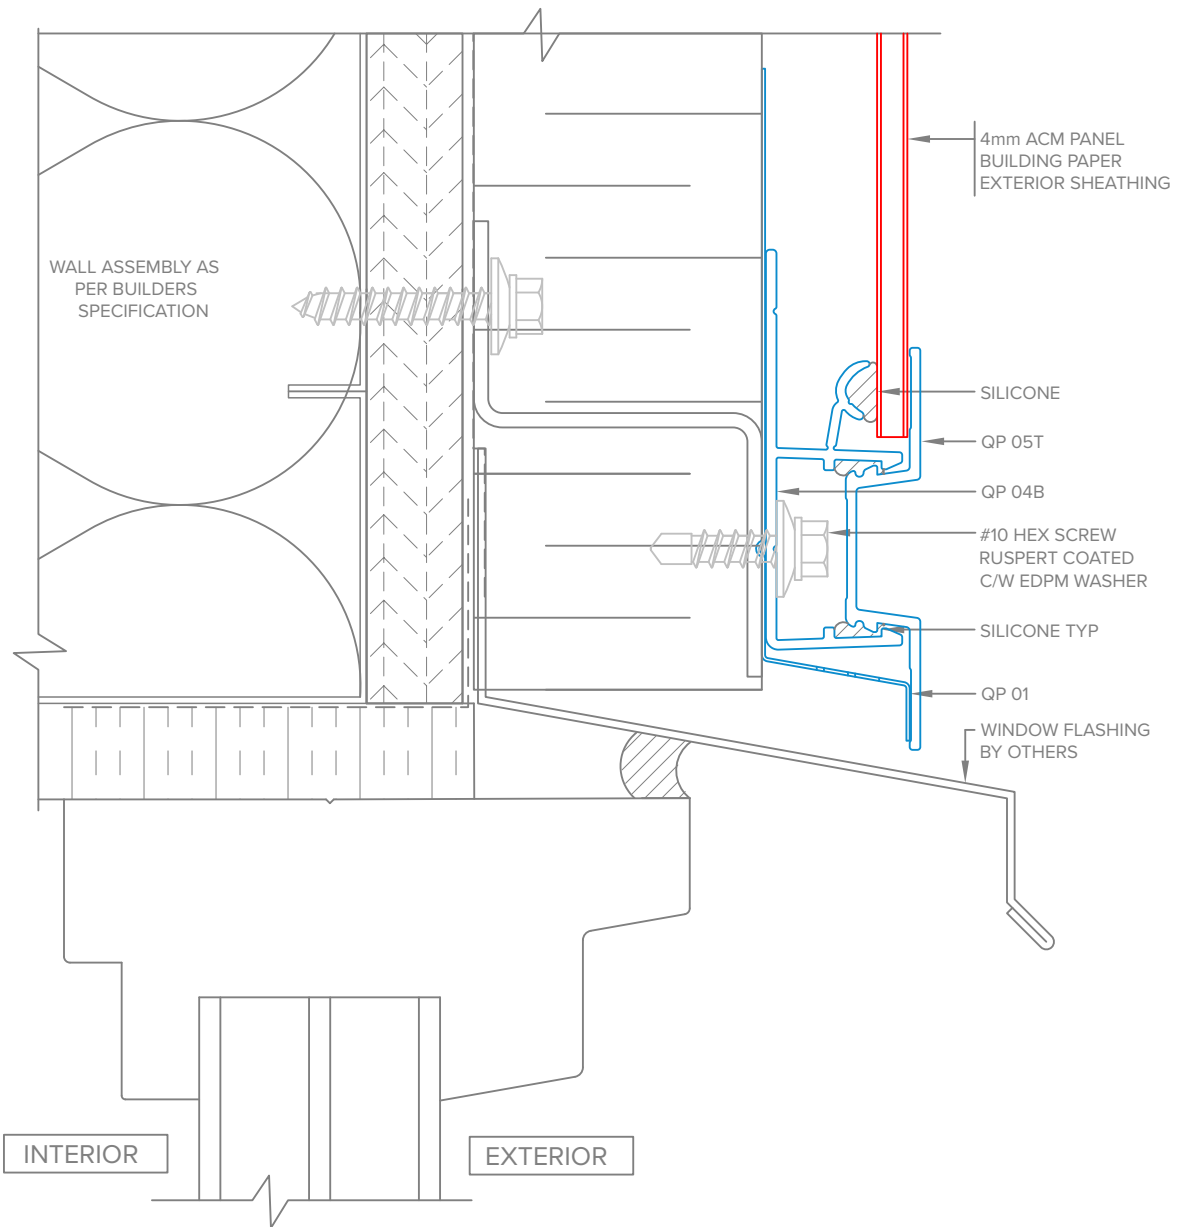 4mm ACM PANEL
BUILDING PAPER
EXTERIOR SHEATHING
WALL ASSEMBLY AS
PER BUILDERS
SPECIFICATION
SILICONE
QP 05T
QP 04B
#10 HEX SCREW
RUSPERT COATED
C/W EDPM WASHER
SILICONE TYP
QP 01
WINDOW FLASHING
BY OTHERS
INTERIOR
EXTERIOR